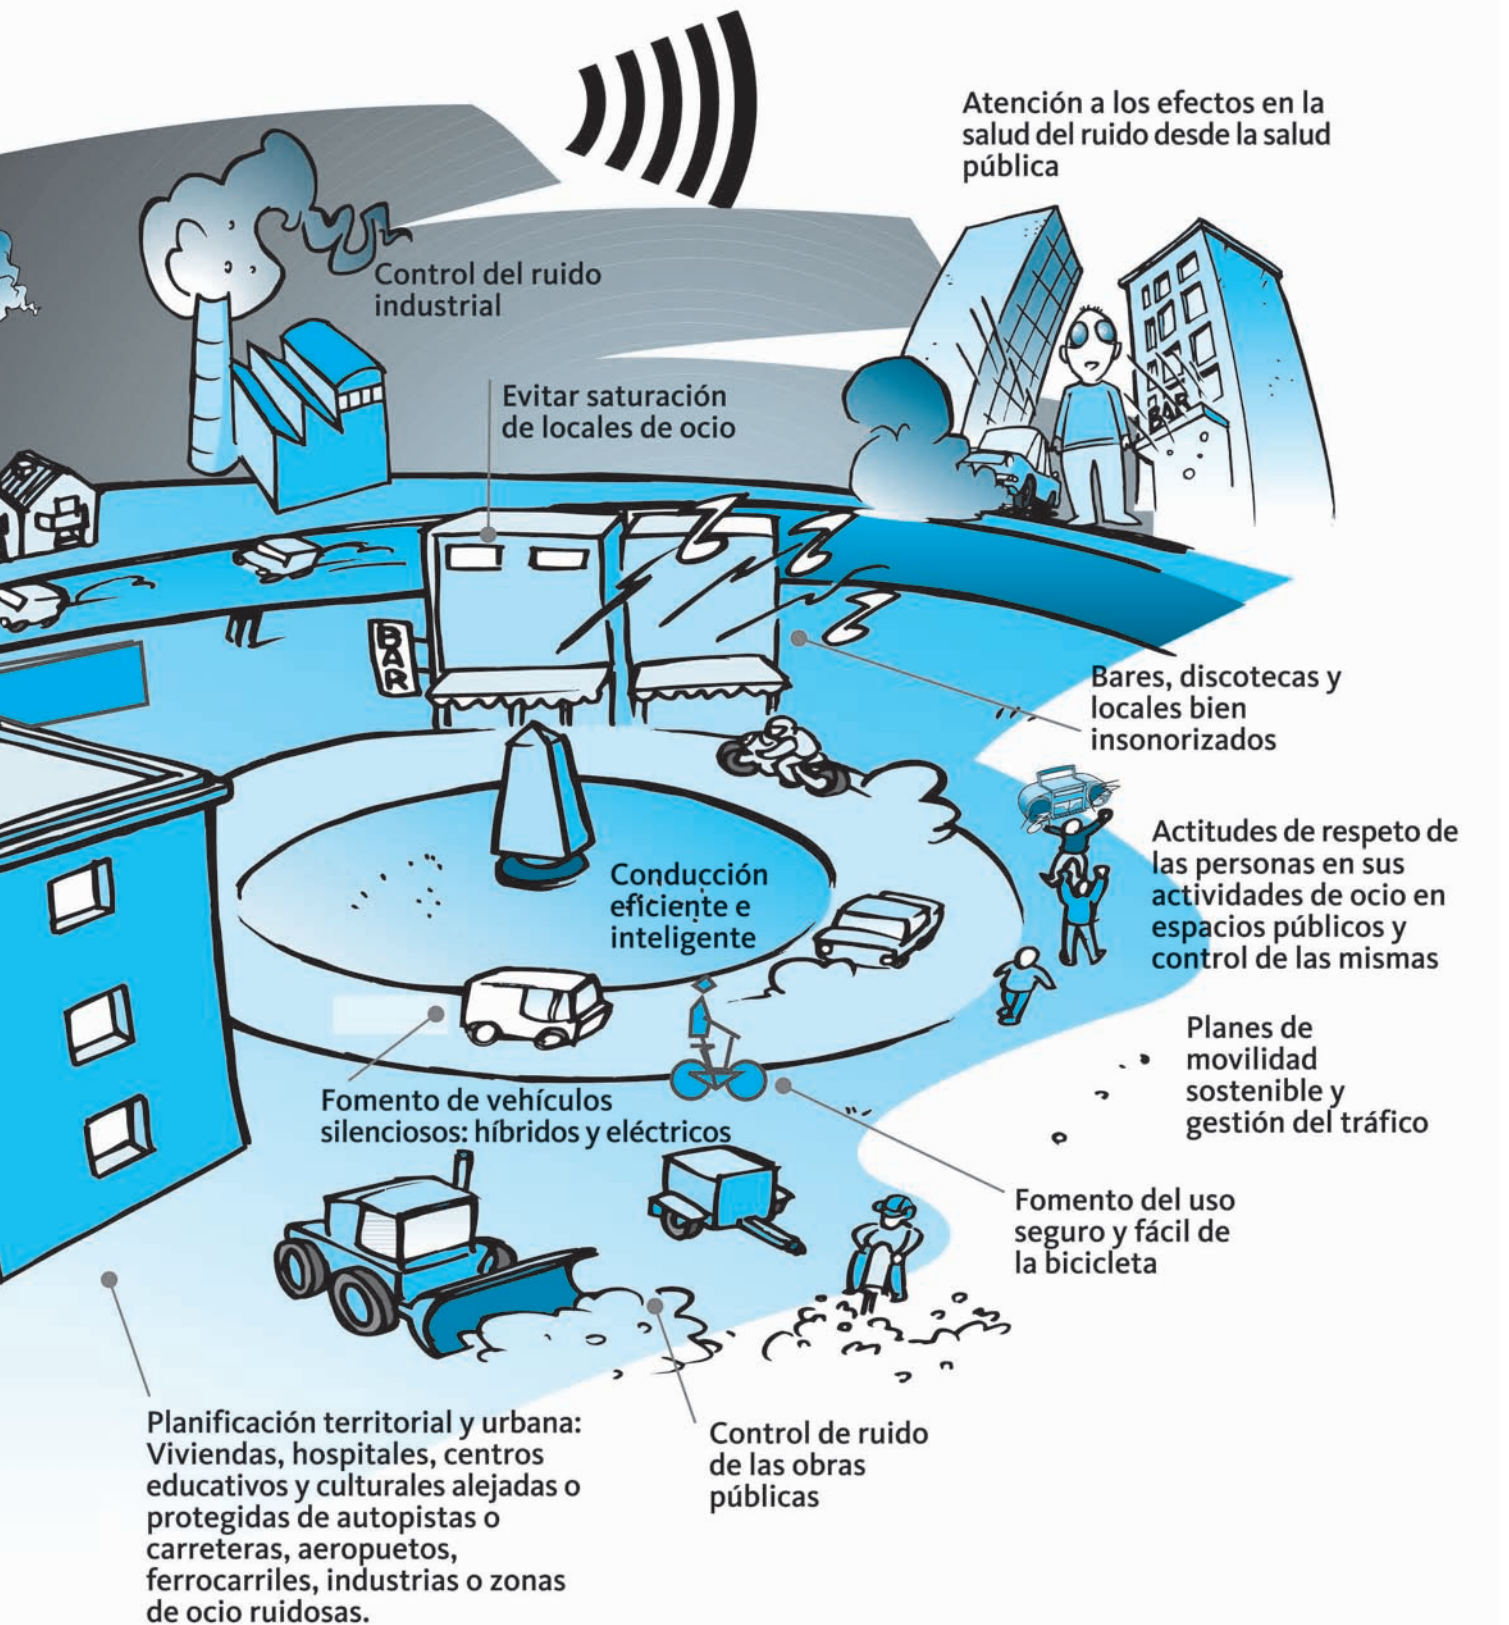 Atención a los efectos en la
salud del ruido desde la salud
pública
Control del ruido
industrial
Evitar saturación
de locales de ocio
BAR
BAR
Bares, discotecas y
locales bien
insonorizados
Actitudes de respeto de
las personas en sus
actividades de ocio en
espacios públicos y
control de las mismas
Conducción
eficiente e
inteligente
Planes de
movilidad
sostenible y
gestión del tráfico
Fomento de vehículos
silenciosos: híbridos y eléctricos
Fomento del uso
seguro y fácil de
la bicicleta
Planificación territorial y urbana:
Viviendas, hospitales, centros
educativos y culturales alejadas o
protegidas de autopistas o
carreteras, aeropuetos,
ferrocarriles, industrias o zonas
de ocio ruidosas.
Control de ruido
de las obras
públicas